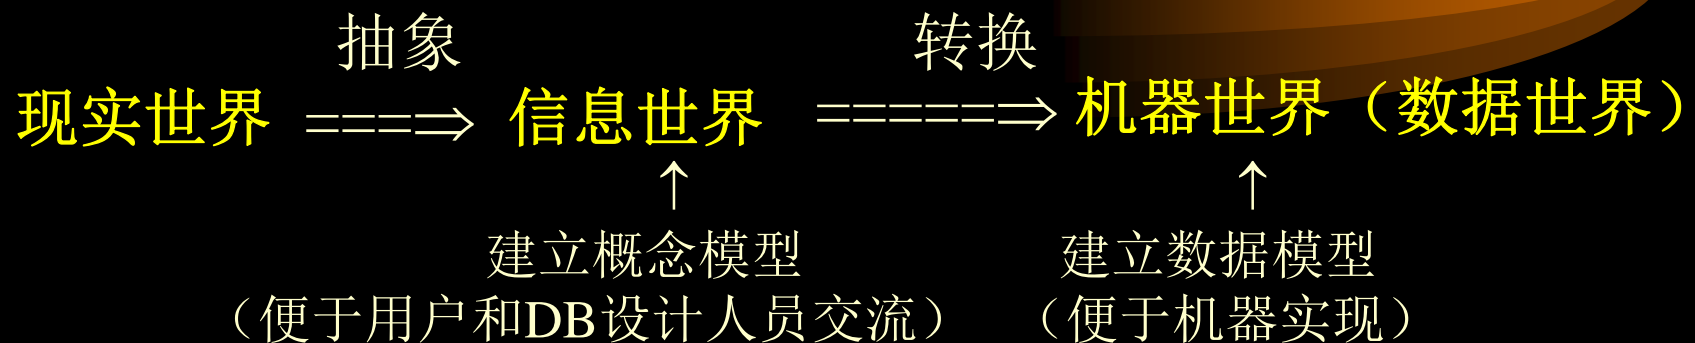 抽象 转换
现实世界 ===⇒ 信息世界 =====⇒ 机器世界（数据世界）
↑ ↑
建立概念模型 建立数据模型
（便于用户和DB设计人员交流） （便于机器实现）